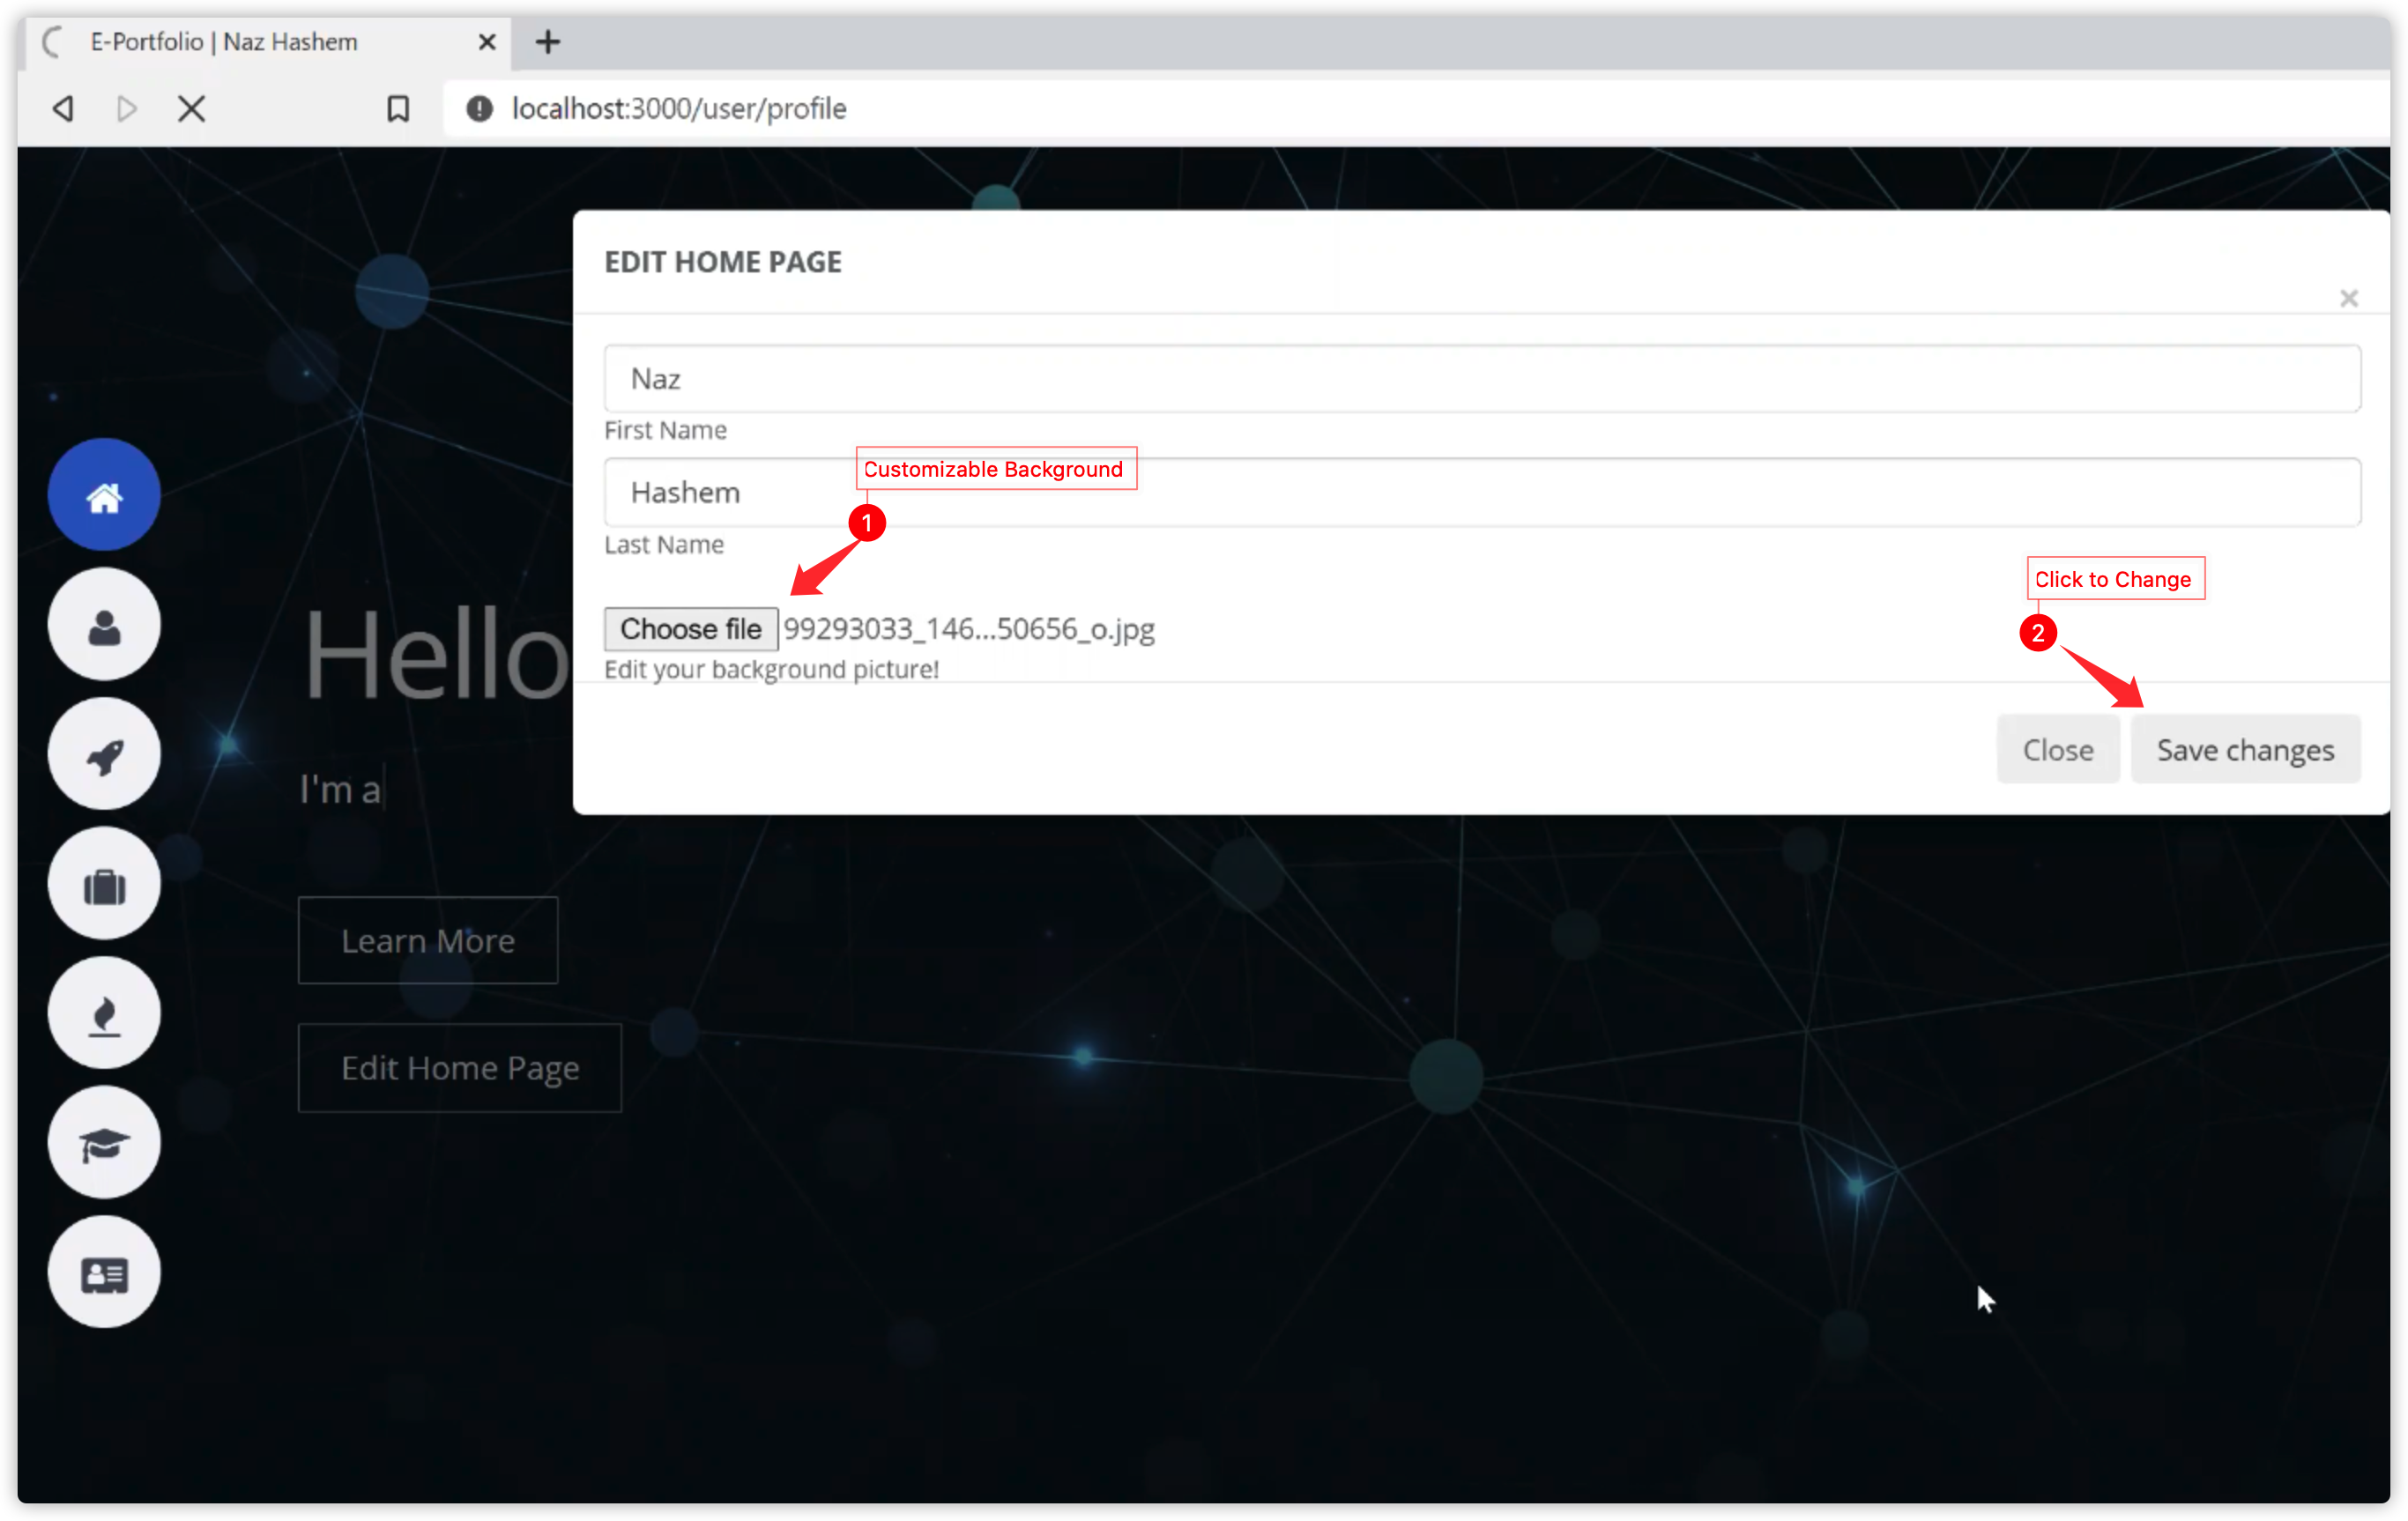 E-Portfolio | Naz Hashem
localhost:3000/user/profile
EDIT HOME PAGE
Naz
First Name
Customizable Background
Hashem
1
Last Name
Click to Change
2
Choose file 99293033_146...50656_o.jpg
Edit your background picture!
Close Save changes
Hello
I'm a
Learn More
Edit Home Page